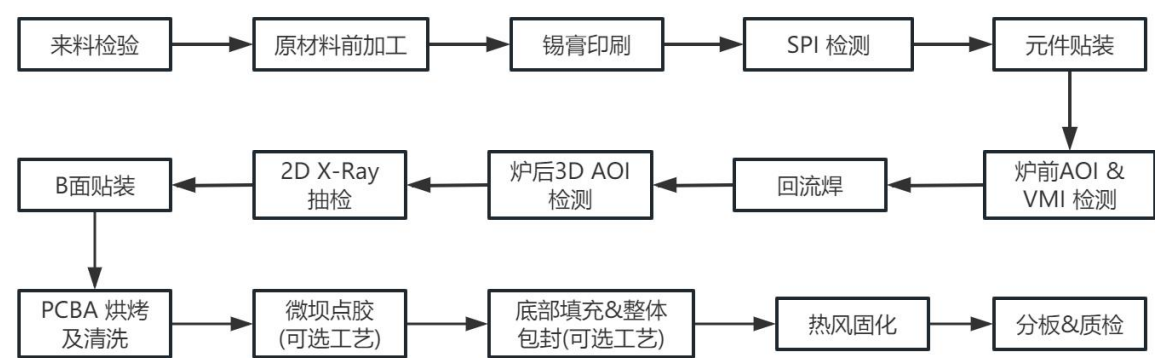 来料检验
原材料前加工
锡膏印刷
SPI 检测
元件贴装
炉前AOI &
VMI 检测
回流焊
炉后3D AOI
检测
2D X-Ray
抽检
B面贴装
PCBA 烘烤
及清洗
微坝点胶
(可选工艺)
底部填充&整体
包封(可选工艺)
热风固化
分板&质检